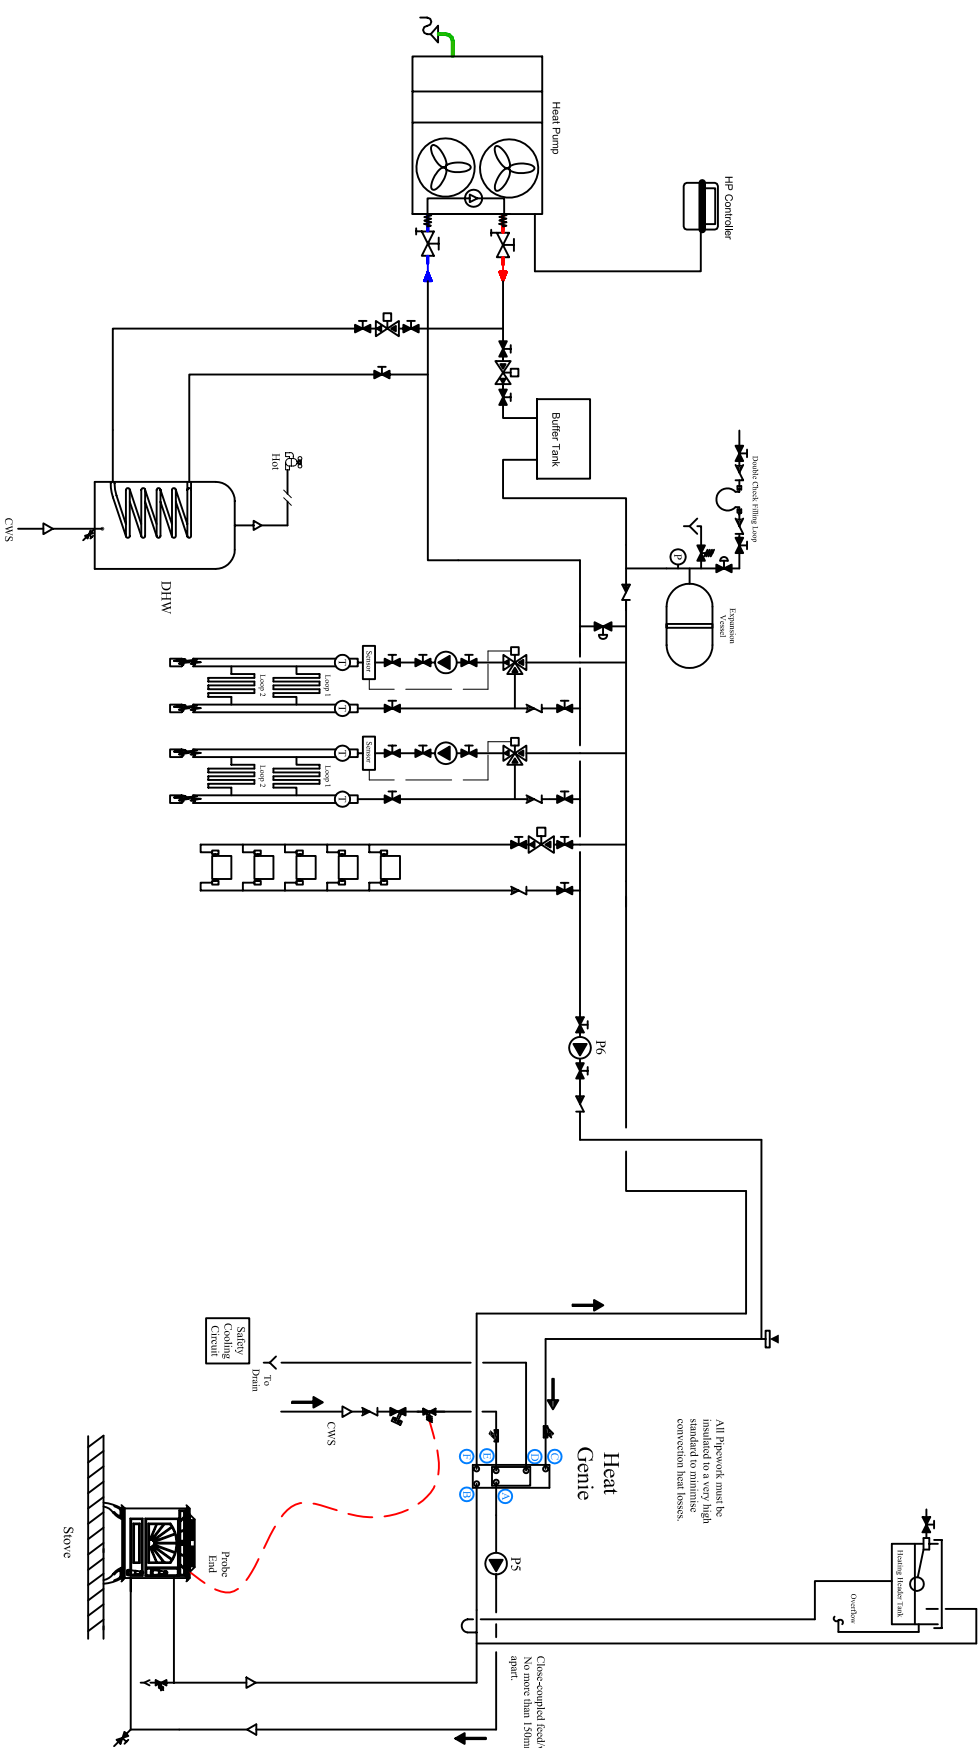 Heat Pump
HP Controller
Buffer Tank
Double Check Filling Loop
P
Expansion
Vessel
Hot
CWS
DHW
Sensor
T
T
Loop 1
Loop 2
Sensor
T
T
Loop 1
Loop 2
P6
Safety
Cooling
Circuit
To
Drain
CWS
Heat
Genie
F
E
D
C
B
A
P5
All Pipework must be
insulated to a very high
standard to minimise
convection heat losses.
Heating Header Tank
Overflow
Probe
End
Stove
Close-coupled feed/
No more than 150m
apart.